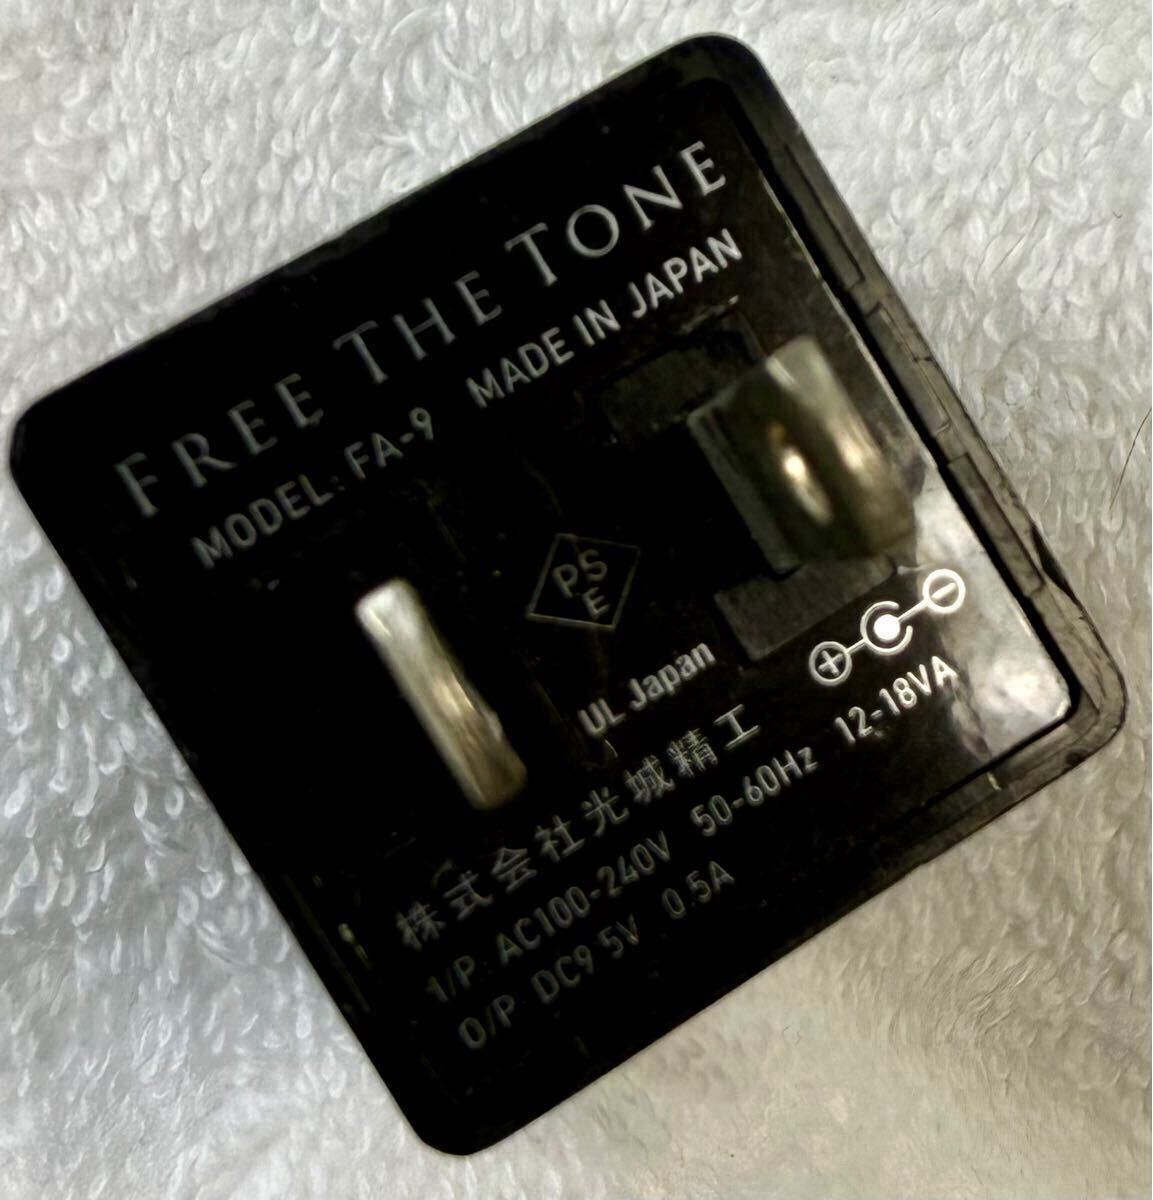 FREE THE TONE
MODEL: FA-9 MADE IN JAPAN
PS
E
UL Japan
株式会社光城精工
I/P: AC100-240V 50-60Hz 12-18VA
O/P: DC9.5V 0.5A